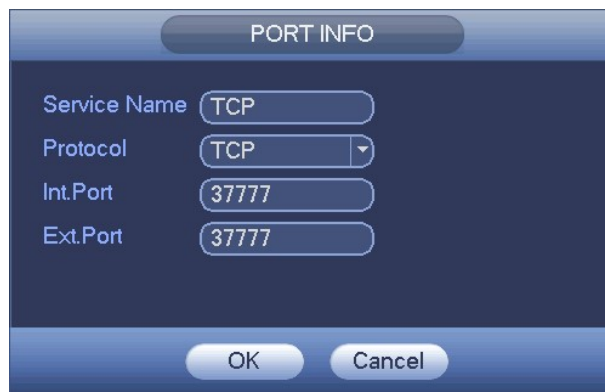 PORT INFO
Service Name TCP
Protocol TCP
Int.Port 37777
Ext.Port 37777
OK Cancel